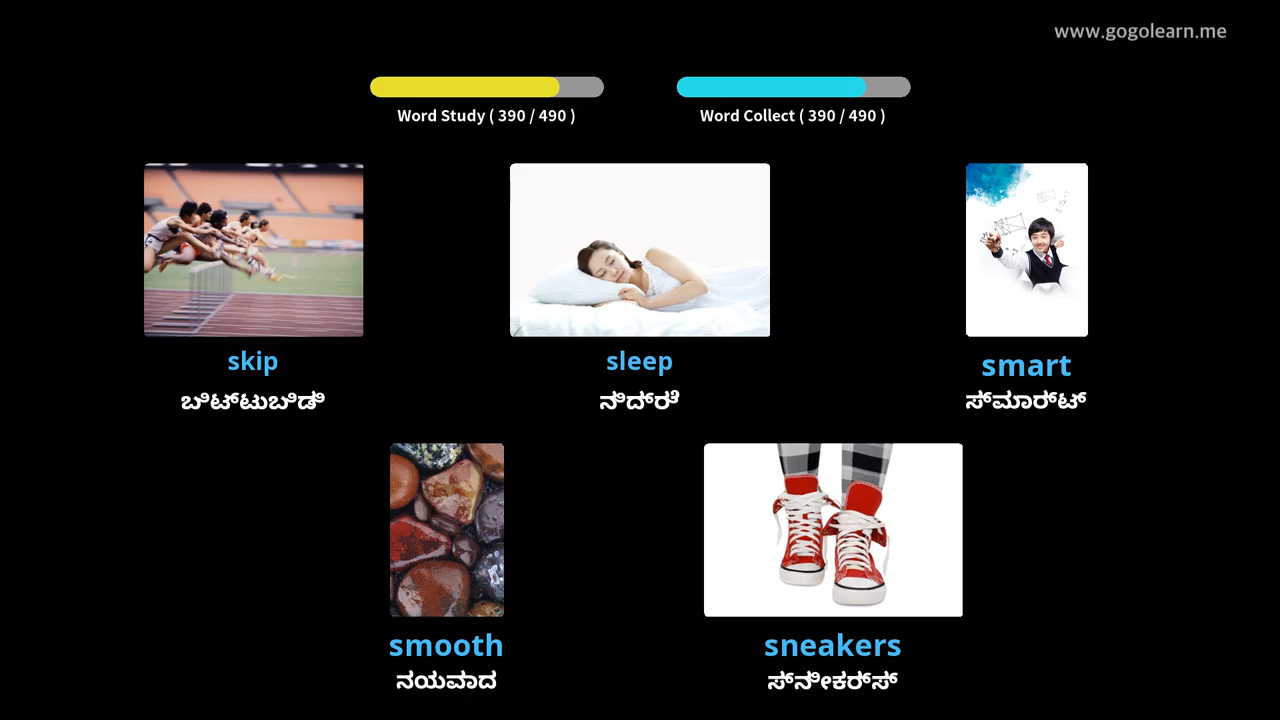 www.gogolearn.me
Word Study ( 390 / 490 )
Word Collect ( 390 / 490 )
skip
sleep
smart
ಬಿಟ್ಟುಬಿಡಿ
ನಿದ್ರೆ
ಸ್ಮಾರ್ಟ್
smooth
sneakers
ನಯವಾದ
ಸ್ನೀಕರ್ಸ್